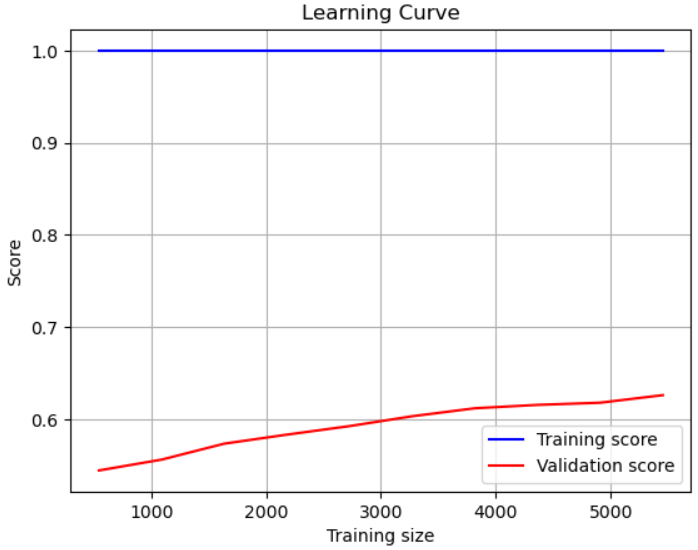 Learning Curve
1.0
0.9
0.8
0.7
0.6
Score
1000 2000 3000 4000 5000
Training size
Training score
Validation score